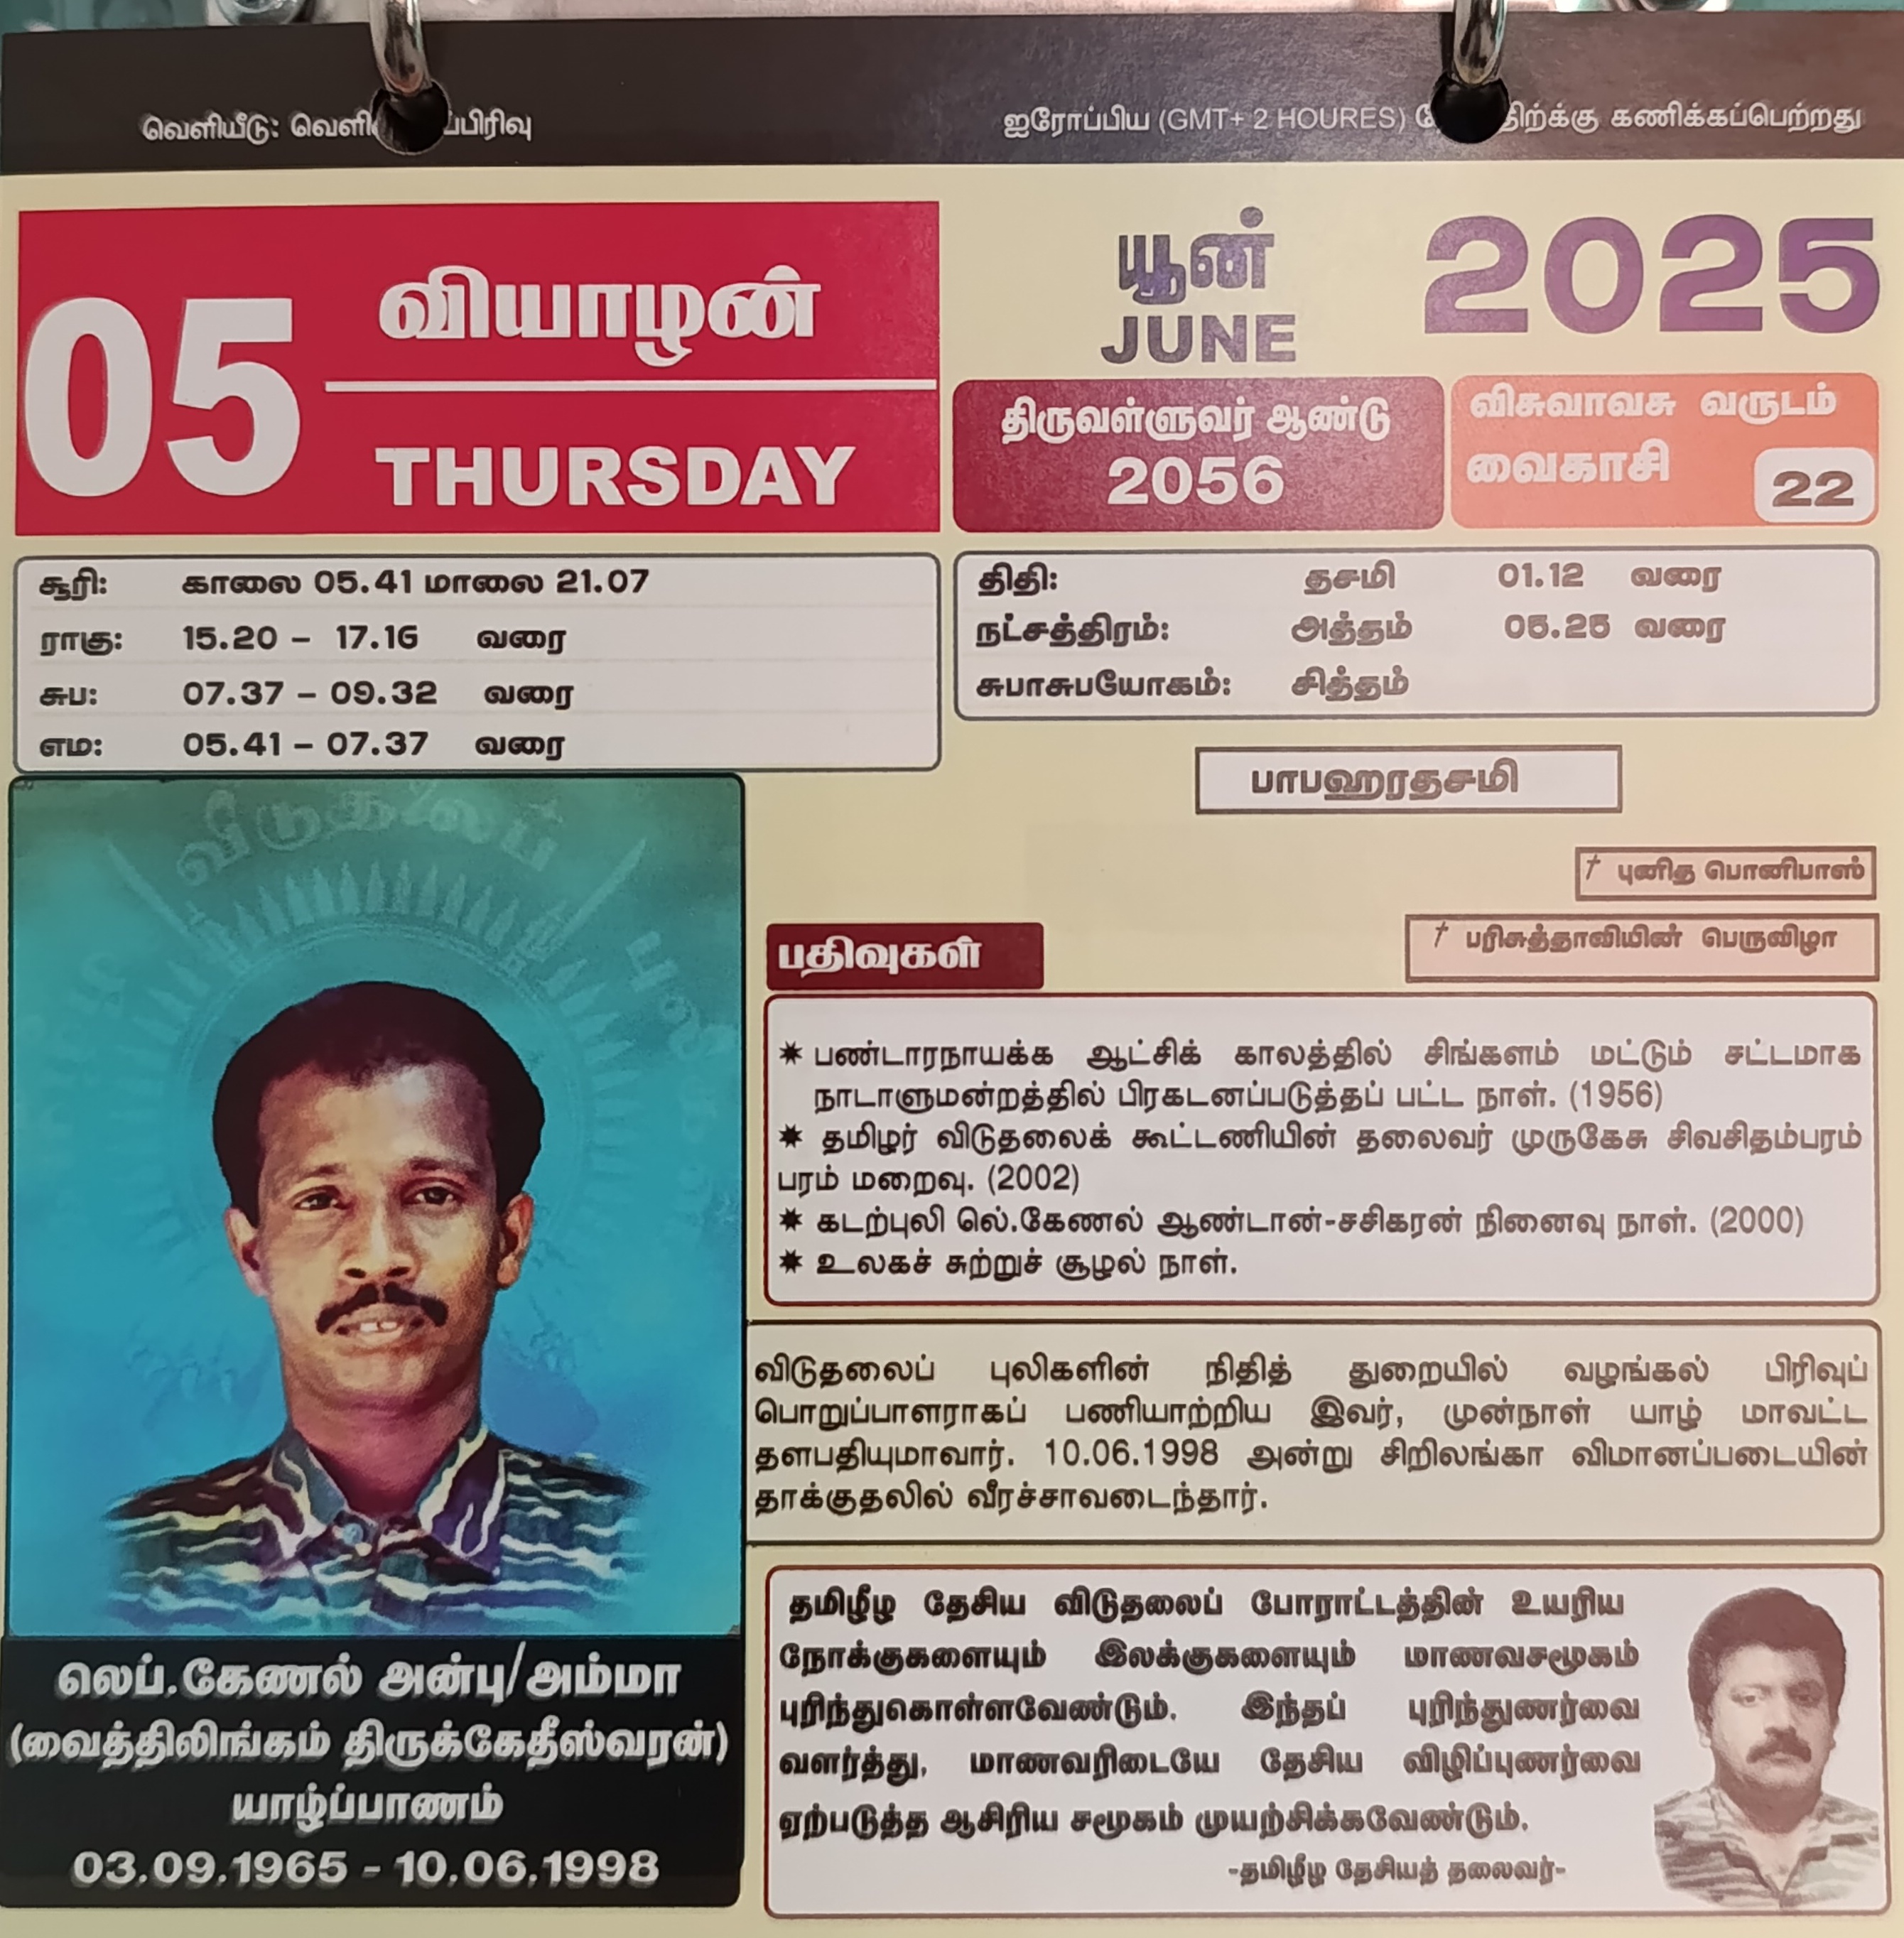 வெளியீடு:
ஐரோப்பிய (GMT+ 2 HOURES) கணிக்கப்பெற்றது
05
வியாழன்
THURSDAY
யூன்
JUNE
2025
திருவள்ளுவர் ஆண்டு
2056
விசுவாவசு வருடம்
வைகாசி
22
சூரி: காலை 05.41 மாலை 21.07
ராகு: 15.20 – 17.16 வரை
சுப: 07.37 – 09.32 வரை
எம: 05.41 – 07.37 வரை
திதி: தசமி 01.12 வரை
நட்சத்திரம்: அத்தம் 05.25 வரை
சுபாசுபயோகம்: சித்தம்
பாபஹரதசமி
† புனித பொனிபாஸ்
† பரிசுத்தாவியின் பெருவிழா
பதிவுகள்
✷ பண்டாரநாயக்க ஆட்சிக் காலத்தில் சிங்களம் மட்டும் சட்டமாக
நாடாளுமன்றத்தில் பிரகடனப்படுத்தப் பட்ட நாள். (1956)
✷ தமிழர் விடுதலைக் கூட்டணியின் தலைவர் முருகேசு சிவசிதம்பரம்
பரம் மறைவு. (2002)
✷ கடற்புலி லெ.கேணல் ஆண்டான்-சசிகரன் நினைவு நாள். (2000)
✷ உலகச் சுற்றுச் சூழல் நாள்.
விடுதலைப் புலிகளின் நிதித் துறையில் வழங்கல் பிரிவுப்
பொறுப்பாளராகப் பணியாற்றிய இவர், முன்நாள் யாழ் மாவட்ட
தளபதியுமாவார். 10.06.1998 அன்று சிறிலங்கா விமானப்படையின்
தாக்குதலில் வீரச்சாவடைந்தார்.
விடுதலைப்
லெப்.கேணல் அன்பு/அம்மா
(வைத்திலிங்கம் திருக்கேதீஸ்வரன்)
யாழ்ப்பாணம்
03.09.1965 - 10.06.1998
தமிழீழ தேசிய விடுதலைப் போராட்டத்தின் உயரிய
நோக்குகளையும் இலக்குகளையும் மாணவசமூகம்
புரிந்துகொள்ளவேண்டும். இந்தப் புரிந்துணர்வை
வளர்த்து, மாணவரிடையே தேசிய விழிப்புணர்வை
ஏற்படுத்த ஆசிரிய சமூகம் முயற்சிக்கவேண்டும்.
-தமிழீழ தேசியத் தலைவர்-